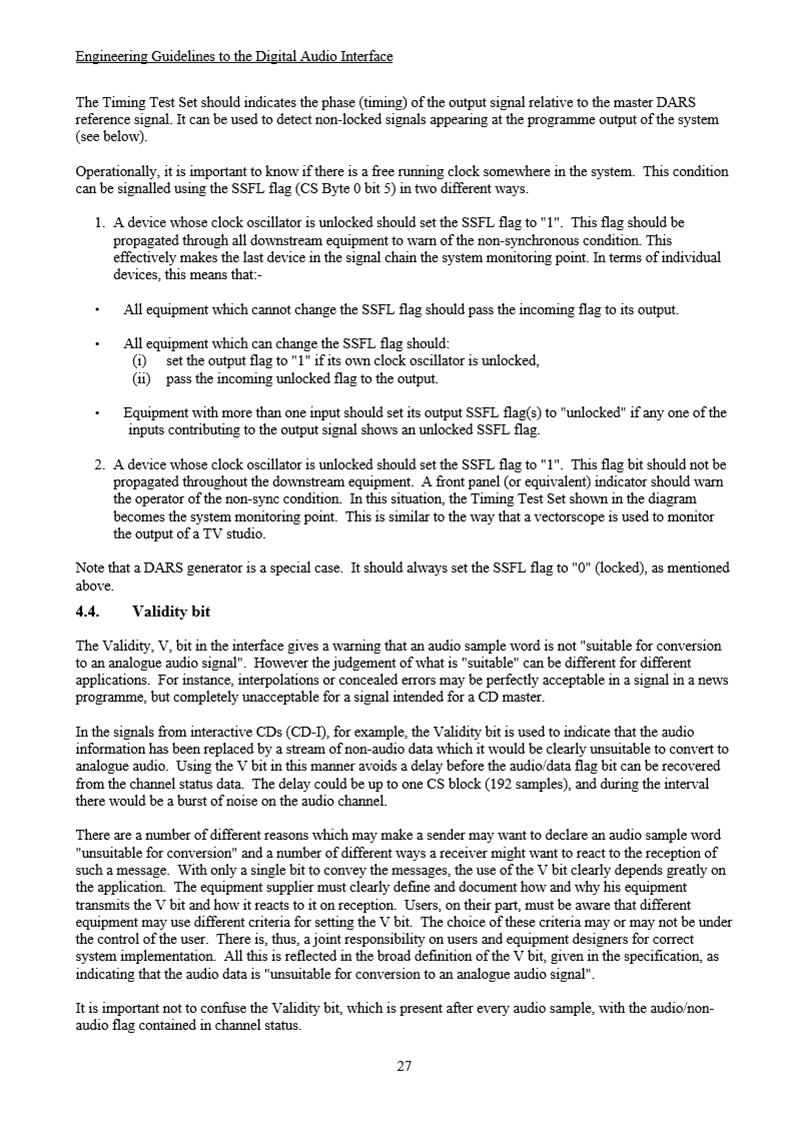 Engineering Guidelines to the Digital Audio Interface
The Timing Test Set should indicates the phase (timing) of the output signal relative to the master DARS
reference signal. It can be used to detect non-locked signals appearing at the programme output of the system
(see below).
Operationally, it is important to know if there is a free running clock somewhere in the system.  This condition
can be signalled using the SSFL flag (CS Byte 0 bit 5) in two different ways.
1.  A device whose clock oscillator is unlocked should set the SSFL flag to "1".  This flag should be
propagated through all downstream equipment to warn of the non-synchronous condition. This
effectively makes the last device in the signal chain the system monitoring point. In terms of individual
devices, this means that:-
•    All equipment which cannot change the SSFL flag should pass the incoming flag to its output.
•    All equipment which can change the SSFL flag should:
(i)    set the output flag to "1" if its own clock oscillator is unlocked,
(ii)    pass the incoming unlocked flag to the output.
•    Equipment with more than one input should set its output SSFL flag(s) to "unlocked" if any one of the
inputs contributing to the output signal shows an unlocked SSFL flag.
2.  A device whose clock oscillator is unlocked should set the SSFL flag to "1".  This flag bit should not be
propagated throughout the downstream equipment.  A front panel (or equivalent) indicator should warn
the operator of the non-sync condition.  In this situation, the Timing Test Set shown in the diagram
becomes the system monitoring point.  This is similar to the way that a vectorscope is used to monitor
the output of a TV studio.
Note that a DARS generator is a special case.  It should always set the SSFL flag to "0" (locked), as mentioned
above.
4.4.    Validity bit
The Validity, V, bit in the interface gives a warning that an audio sample word is not "suitable for conversion
to an analogue audio signal".  However the judgement of what is "suitable" can be different for different
applications.  For instance, interpolations or concealed errors may be perfectly acceptable in a signal in a news
programme, but completely unacceptable for a signal intended for a CD master.
In the signals from interactive CDs (CD-I), for example, the Validity bit is used to indicate that the audio
information has been replaced by a stream of non-audio data which it would be clearly unsuitable to convert to
analogue audio.  Using the V bit in this manner avoids a delay before the audio/data flag bit can be recovered
from the channel status data.  The delay could be up to one CS block (192 samples), and during the interval
there would be a burst of noise on the audio channel.
There are a number of different reasons which may make a sender may want to declare an audio sample word
"unsuitable for conversion" and a number of different ways a receiver might want to react to the reception of
such a message.  With only a single bit to convey the messages, the use of the V bit clearly depends greatly on
the application.  The equipment supplier must clearly define and document how and why his equipment
transmits the V bit and how it reacts to it on reception.  Users, on their part, must be aware that different
equipment may use different criteria for setting the V bit.  The choice of these criteria may or may not be under
the control of the user.  There is, thus, a joint responsibility on users and equipment designers for correct
system implementation.  All this is reflected in the broad definition of the V bit, given in the specification, as
indicating that the audio data is "unsuitable for conversion to an analogue audio signal".
It is important not to confuse the Validity bit, which is present after every audio sample, with the audio/non-
audio flag contained in channel status.
27